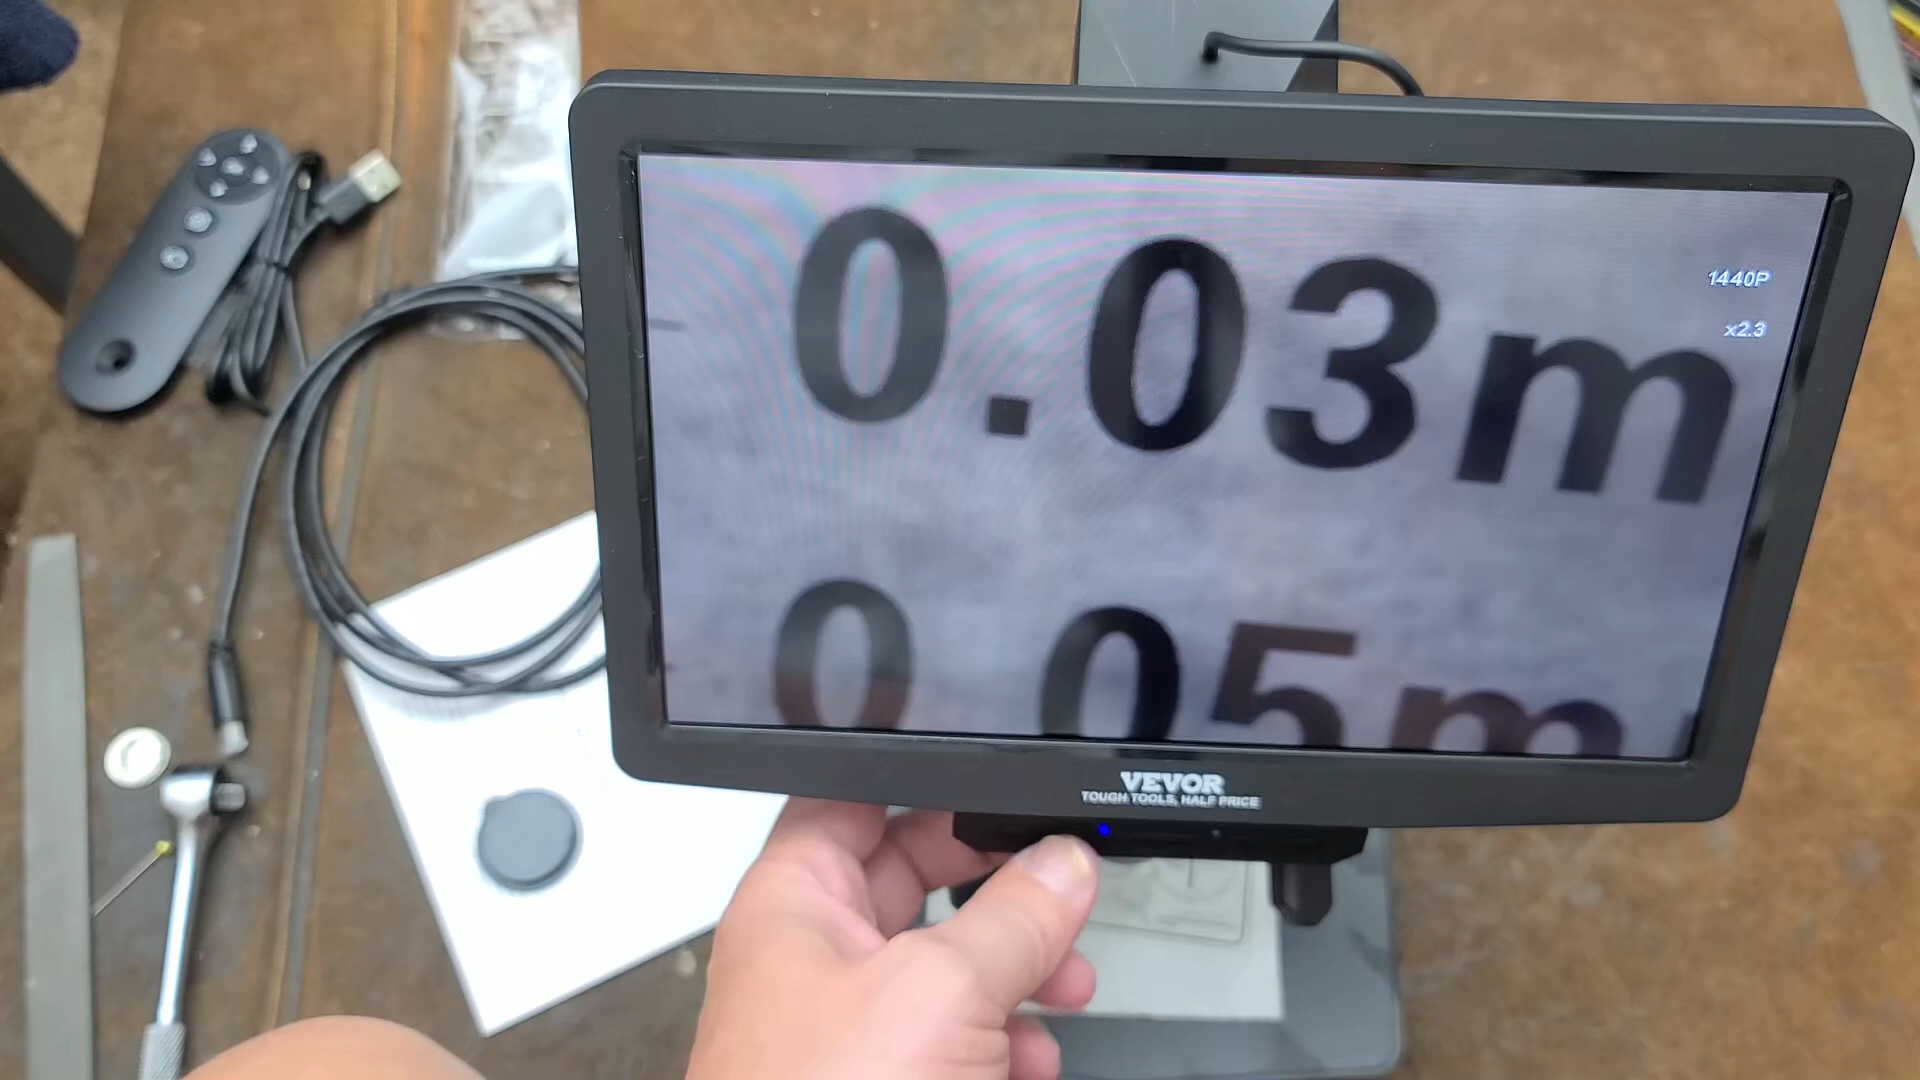 0.03m
1440P
x2.3
0.05m
VEVOR
TOUGH TOOLS, HALF PRICE